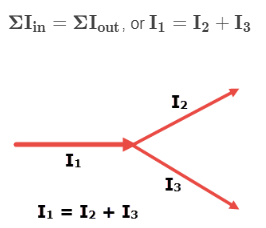 ΣIin = ΣIout, or I1 = I2 + I3
I2
I1
I3
I1 = I2 + I3